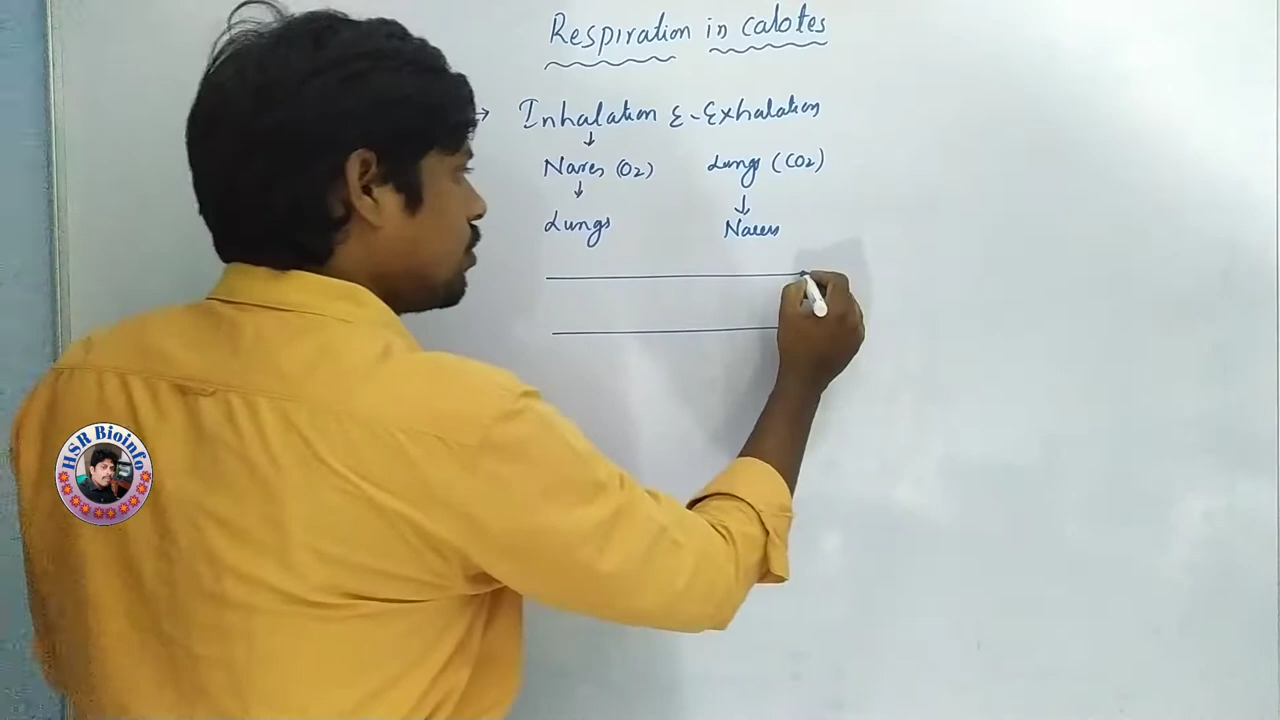 Respiration in calotes
→ Inhalation & Exhalation
↓
Nares (O2) Lungs (CO2)
↓ ↓
Lungs Nares
HSR Bioinfo